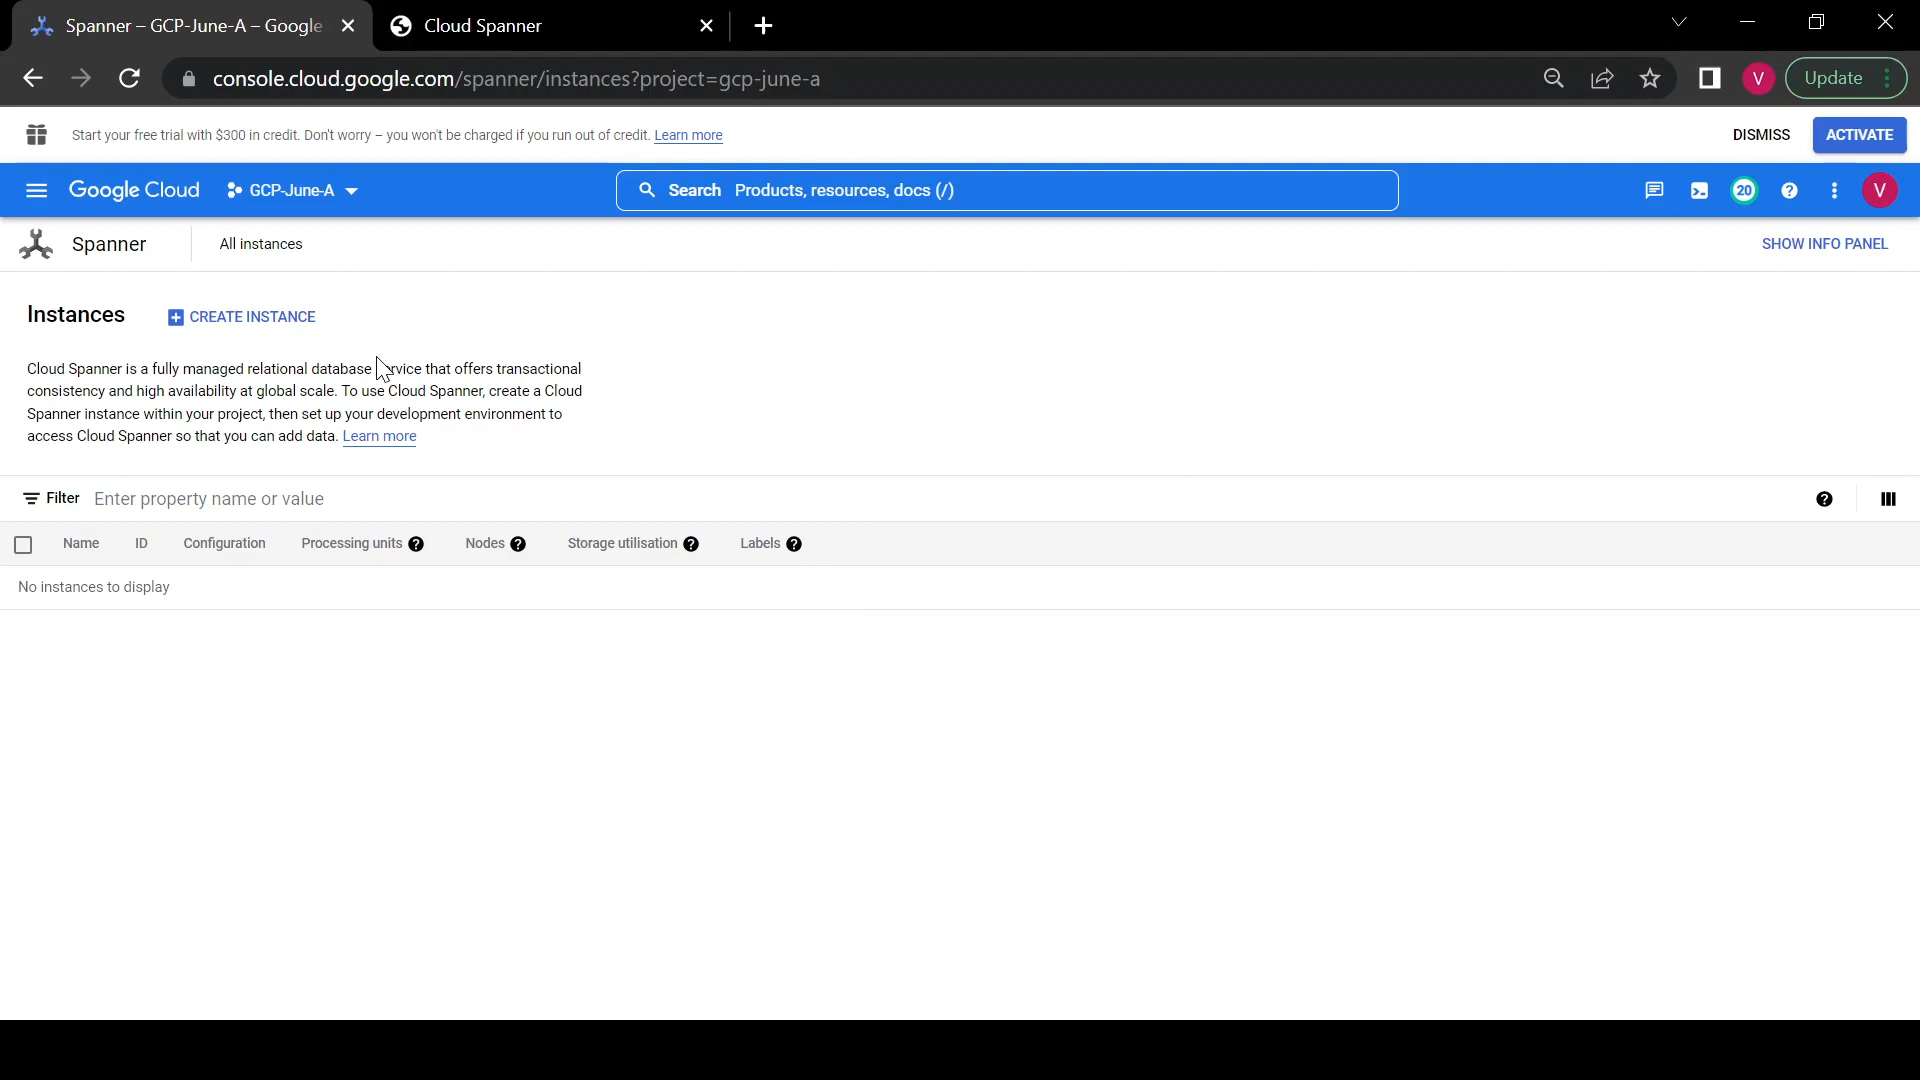 Spanner – GCP-June-A – Google
Cloud Spanner
console.cloud.google.com/spanner/instances?project=gcp-june-a
V
Update
Start your free trial with $300 in credit. Don't worry – you won't be charged if you run out of credit. Learn more
DISMISS
ACTIVATE
Google Cloud
GCP-June-A
Search Products, resources, docs (/)
20
V
Spanner
All instances
SHOW INFO PANEL
Instances
CREATE INSTANCE
Cloud Spanner is a fully managed relational database service that offers transactional
consistency and high availability at global scale. To use Cloud Spanner, create a Cloud
Spanner instance within your project, then set up your development environment to
access Cloud Spanner so that you can add data. Learn more
Filter Enter property name or value
Name ID Configuration Processing units Nodes Storage utilisation Labels
No instances to display